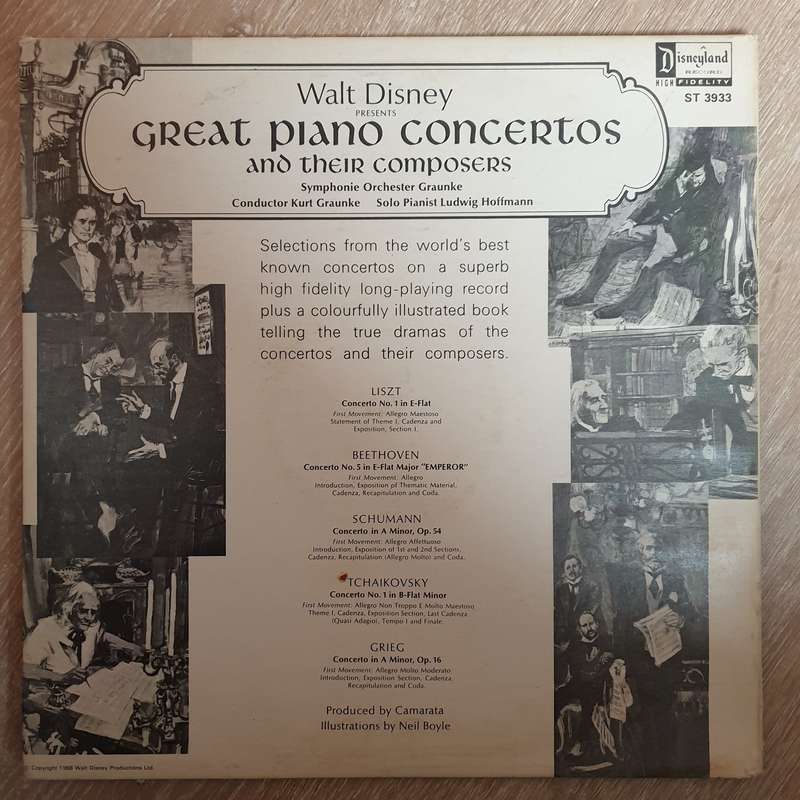 Disneyland
RECORD
HIGH FIDELITY
ST 3933
Walt Disney
PRESENTS
GREAT PIANO CONCERTOS
AND THEIR COMPOSERS
Symphonie Orchester Graunke
Conductor Kurt Graunke Solo Pianist Ludwig Hoffmann
Selections from the world's best
known concertos on a superb
high fidelity long-playing record
plus a colourfully illustrated book
telling the true dramas of the
concertos and their composers.
LISZT
Concerto No. 1 in E-Flat
First Movement: Allegro Maestoso
Statement of Theme I, Cadenza and
Exposition, Section I.
BEETHOVEN
Concerto No. 5 in E-Flat Major "EMPEROR"
First Movement: Allegro
Introduction, Exposition of Thematic Material,
Cadenza, Recapitulation and Coda.
SCHUMANN
Concerto in A Minor, Op. 54
First Movement: Allegro Affettuoso
Introduction, Exposition of 1st and 2nd Sections,
Cadenza, Recapitulation (Allegro Molto) and Coda.
TCHAIKOVSKY
Concerto No. 1 in B-Flat Minor
First Movement: Allegro Non Troppo E Molto Maestoso
Theme I, Cadenza, Exposition Section, Last Cadenza
(Quasi Adagio), Tempo I and Finale.
GRIEG
Concerto in A Minor, Op. 16
First Movement: Allegro Molto Moderato
Introduction, Exposition Section, Cadenza,
Recapitulation and Coda.
Produced by Camarata
Illustrations by Neil Boyle
Copyright 1968 Walt Disney Productions Ltd.